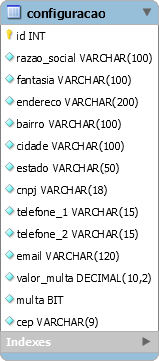 configuracao
id INT
razao_social VARCHAR(100)
fantasia VARCHAR(100)
endereco VARCHAR(200)
bairro VARCHAR(100)
cidade VARCHAR(100)
estado VARCHAR(50)
cnpj VARCHAR(18)
telefone_1 VARCHAR(15)
telefone_2 VARCHAR(15)
email VARCHAR(120)
valor_multa DECIMAL(10,2)
multa BIT
cep VARCHAR(9)
Indexes